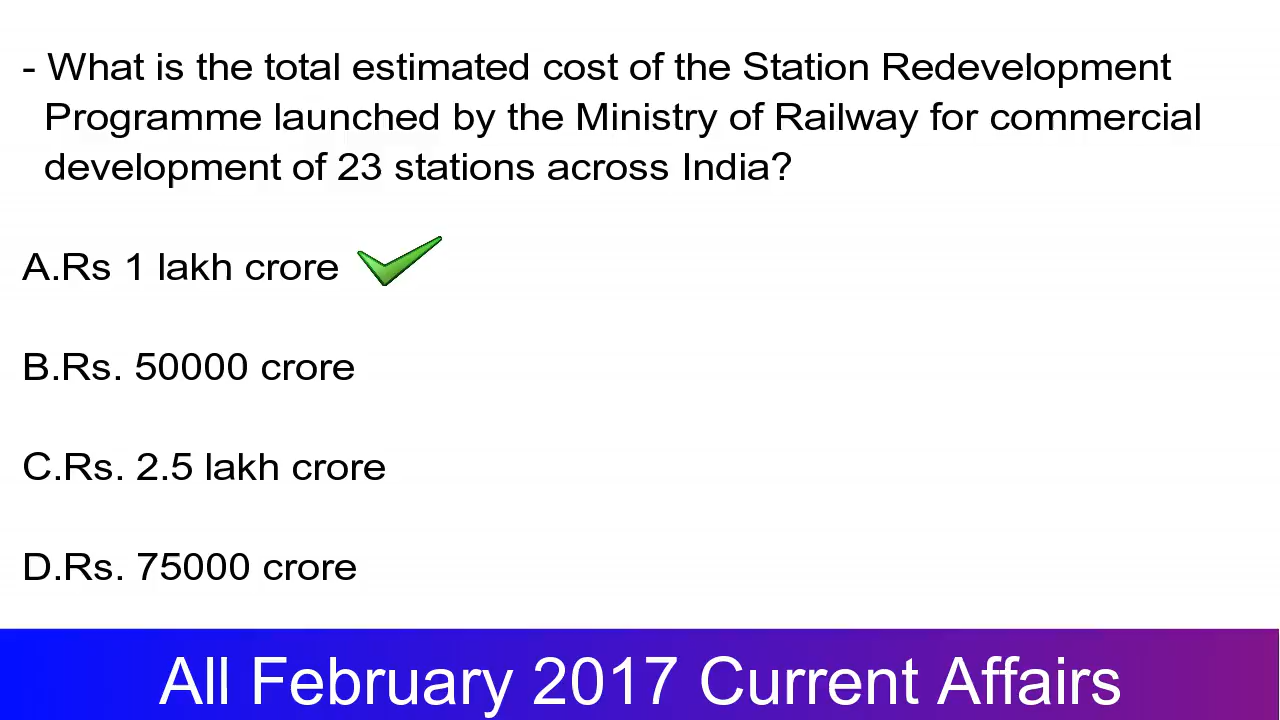 - What is the total estimated cost of the Station Redevelopment
Programme launched by the Ministry of Railway for commercial
development of 23 stations across India?
A.Rs 1 lakh crore
B.Rs. 50000 crore
C.Rs. 2.5 lakh crore
D.Rs. 75000 crore
All February 2017 Current Affairs